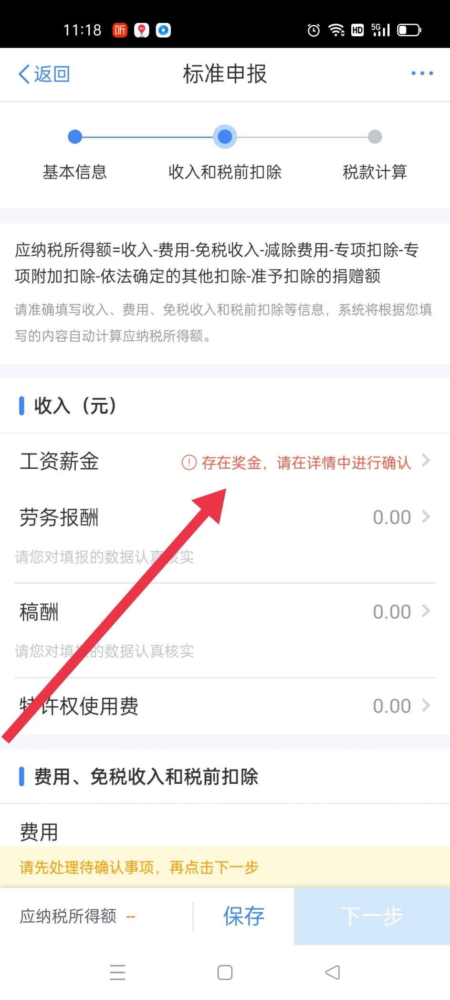 11:18
听
du
HD
5G
返回
标准申报
基本信息
收入和税前扣除
税款计算
应纳税所得额=收入-费用-免税收入-减除费用-专项扣除-专
项附加扣除-依法确定的其他扣除-准予扣除的捐赠额
请准确填写收入、费用、免税收入和税前扣除等信息，系统将根据您填
写的内容自动计算应纳税所得额。
收入（元）
工资薪金 存在奖金，请在详情中进行确认
劳务报酬 0.00
请您对填报的数据认真核实
稿酬 0.00
请您对填报的数据认真核实
特许权使用费 0.00
费用、免税收入和税前扣除
费用
请先处理待确认事项，再点击下一步
应纳税所得额 --
保存
下一步